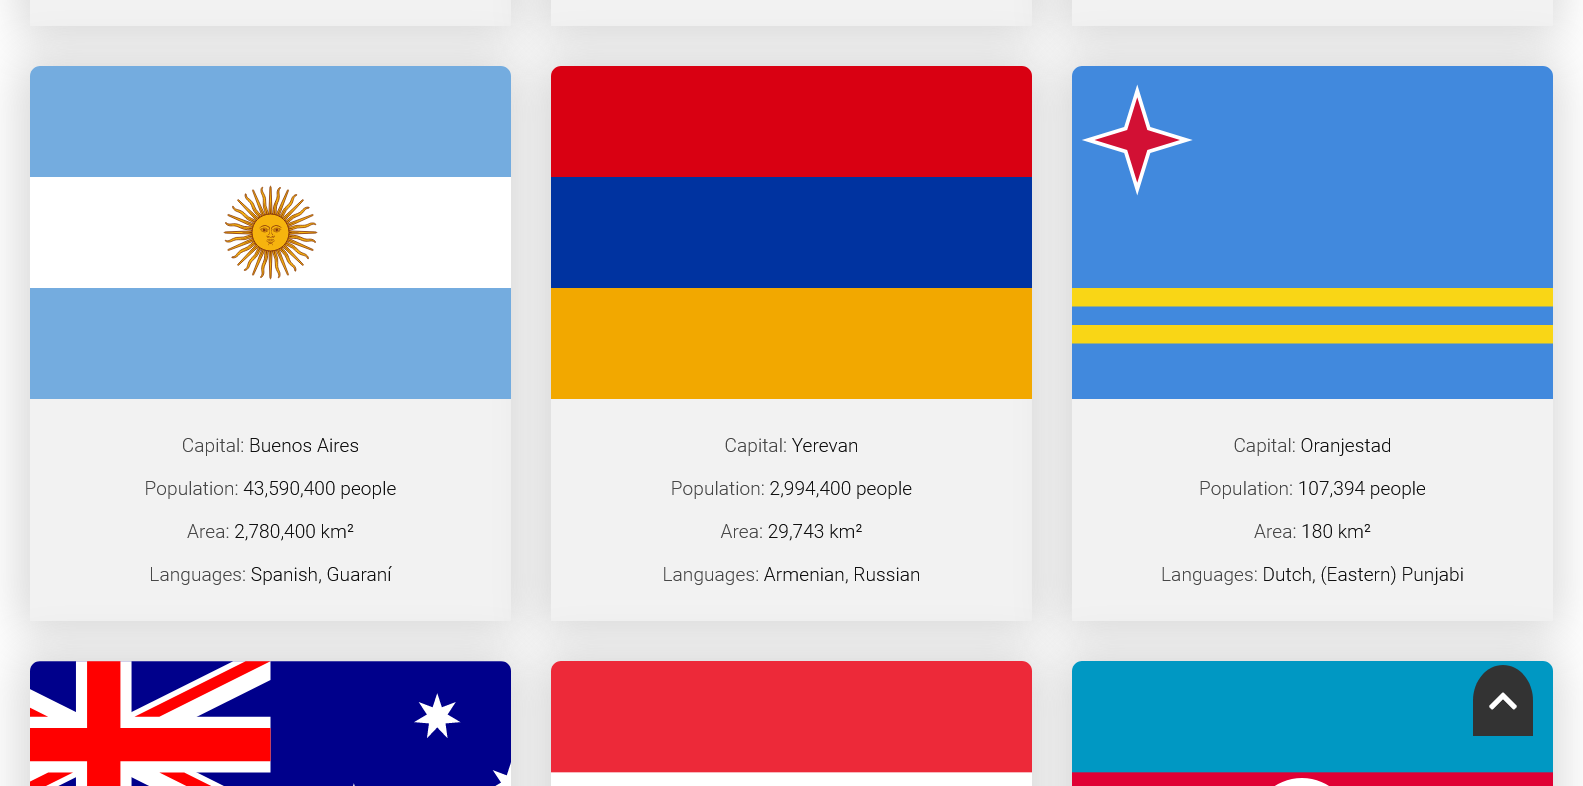 Capital: Buenos Aires
Population: 43,590,400 people
Area: 2,780,400 km²
Languages: Spanish, Guaraní
Capital: Yerevan
Population: 2,994,400 people
Area: 29,743 km²
Languages: Armenian, Russian
Capital: Oranjestad
Population: 107,394 people
Area: 180 km²
Languages: Dutch, (Eastern) Punjabi